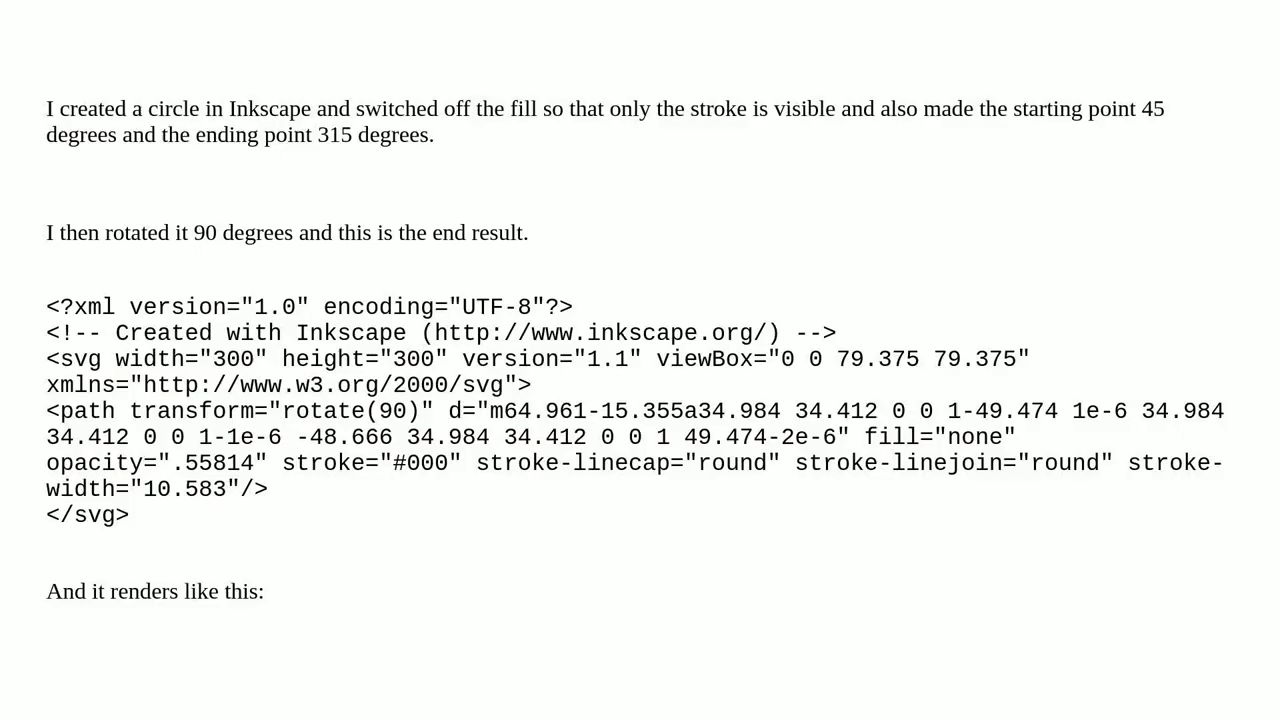 I created a circle in Inkscape and switched off the fill so that only the stroke is visible and also made the starting point 45
degrees and the ending point 315 degrees.
I then rotated it 90 degrees and this is the end result.
<?xml version="1.0" encoding="UTF-8"?>
<!-- Created with Inkscape (http://www.inkscape.org/) -->
<svg width="300" height="300" version="1.1" viewBox="0 0 79.375 79.375"
xmlns="http://www.w3.org/2000/svg">
<path transform="rotate(90)" d="m64.961-15.355a34.984 34.412 0 0 1-49.474 1e-6 34.984
34.412 0 0 1-1e-6 -48.666 34.984 34.412 0 0 1 49.474-2e-6" fill="none"
opacity=".55814" stroke="#000" stroke-linecap="round" stroke-linejoin="round" stroke-
width="10.583"/>
</svg>
And it renders like this: